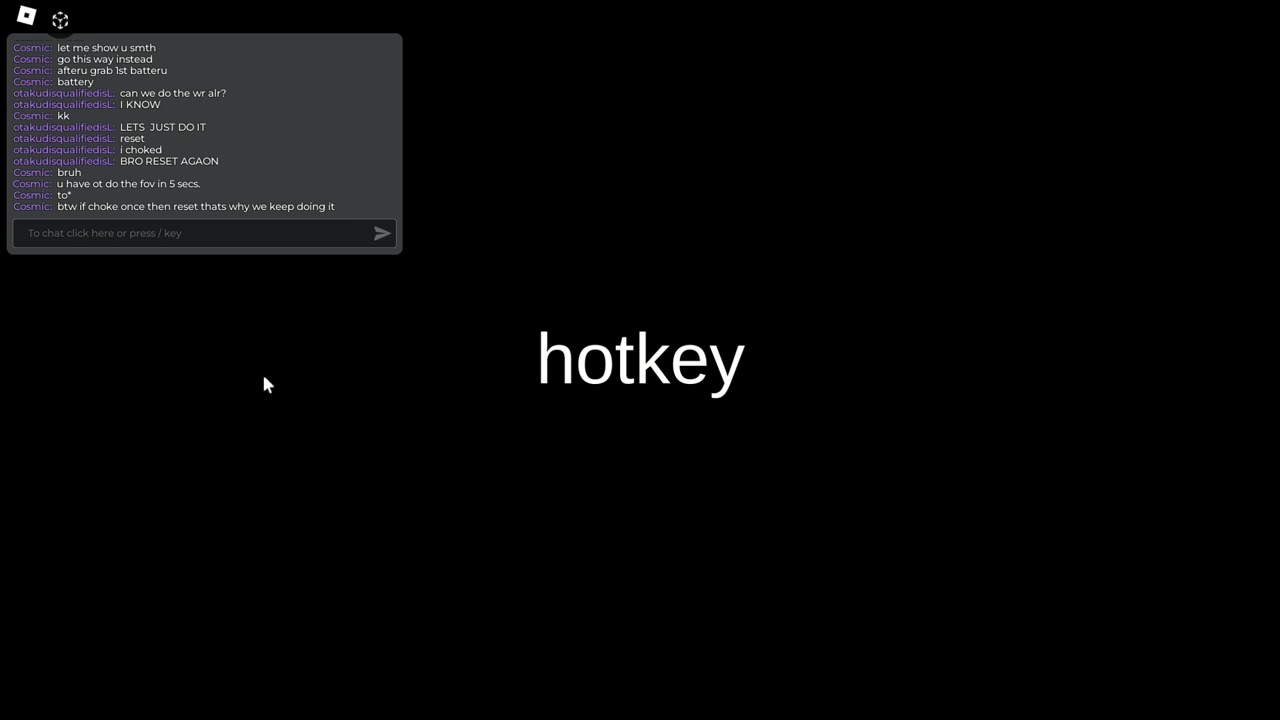 Cosmic: let me show u smth
Cosmic: go this way instead
Cosmic: afteru grab 1st batteru
Cosmic: battery
otakudisqualifiedisL: can we do the wr alr?
otakudisqualifiedisL: I KNOW
Cosmic: kk
otakudisqualifiedisL: LETS JUST DO IT
otakudisqualifiedisL: reset
otakudisqualifiedisL: i choked
otakudisqualifiedisL: BRO RESET AGAON
Cosmic: bruh
Cosmic: u have ot do the fov in 5 secs.
Cosmic: to*
Cosmic: btw if choke once then reset thats why we keep doing it
To chat click here or press / key
hotkey